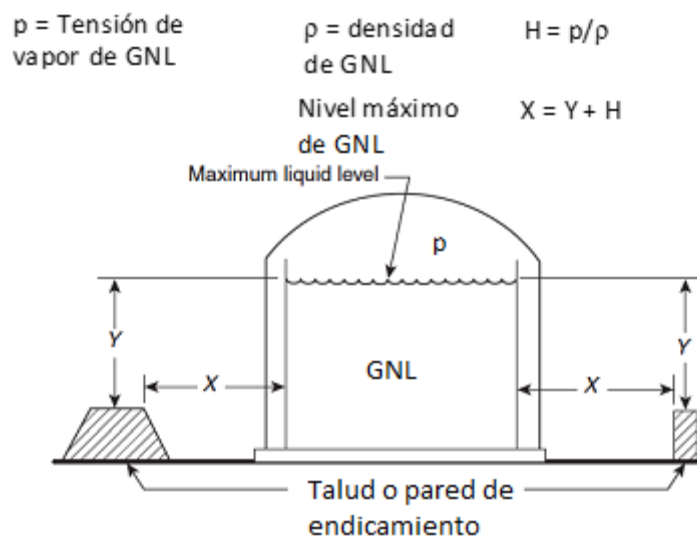 p = Tensión de
vapor de GNL
ρ = densidad
de GNL
H = p/ρ
Nivel máximo
de GNL
X = Y + H
Maximum liquid level
p
Y
X
GNL
X
Y
Talud o pared de
endicamiento